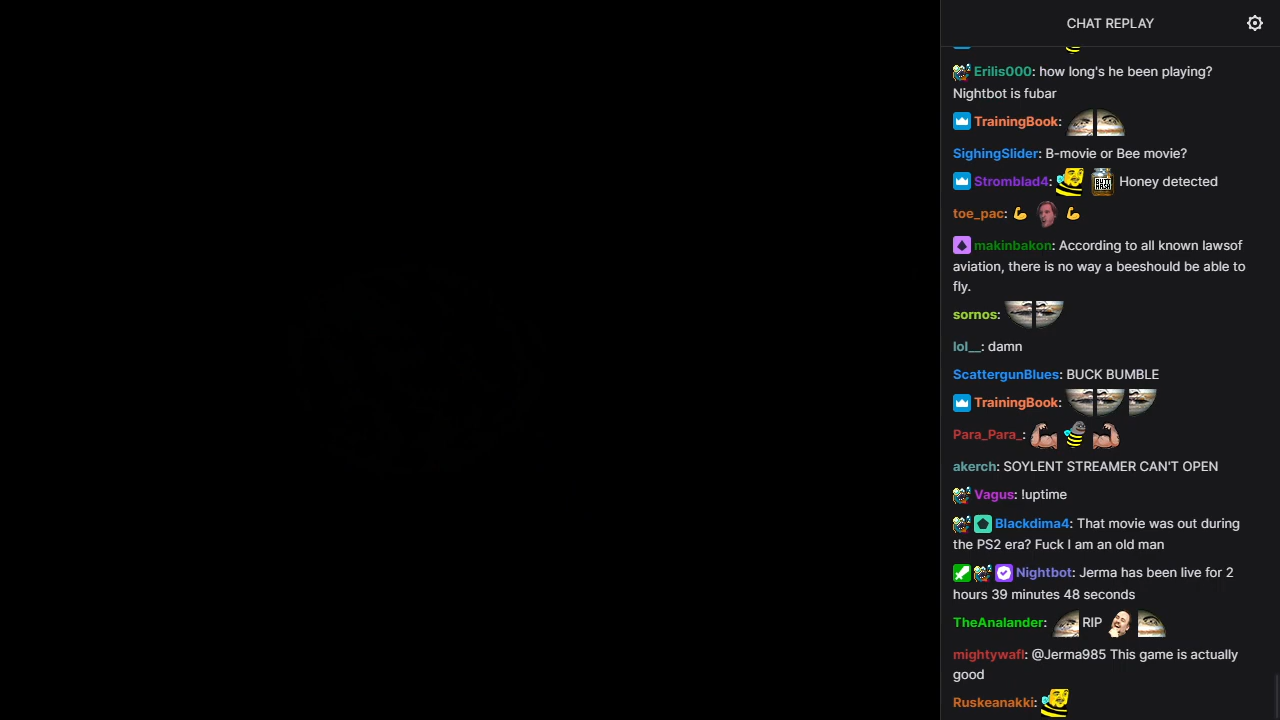 CHAT REPLAY
Erilis000: how long's he been playing?
Nightbot is fubar
TrainingBook:
SighingSlider: B-movie or Bee movie?
Stromblad4: Honey detected
toe_pac:
makinbakon: According to all known lawsof
aviation, there is no way a beeshould be able to
fly.
sornos:
lol__: damn
ScattergunBlues: BUCK BUMBLE
TrainingBook:
Para_Para_:
akerch: SOYLENT STREAMER CAN'T OPEN
Vagus: !uptime
Blackdima4: That movie was out during
the PS2 era? Fuck I am an old man
Nightbot: Jerma has been live for 2
hours 39 minutes 48 seconds
TheAnalander: RIP
mightywafl: @Jerma985 This game is actually
good
Ruskeanakki: